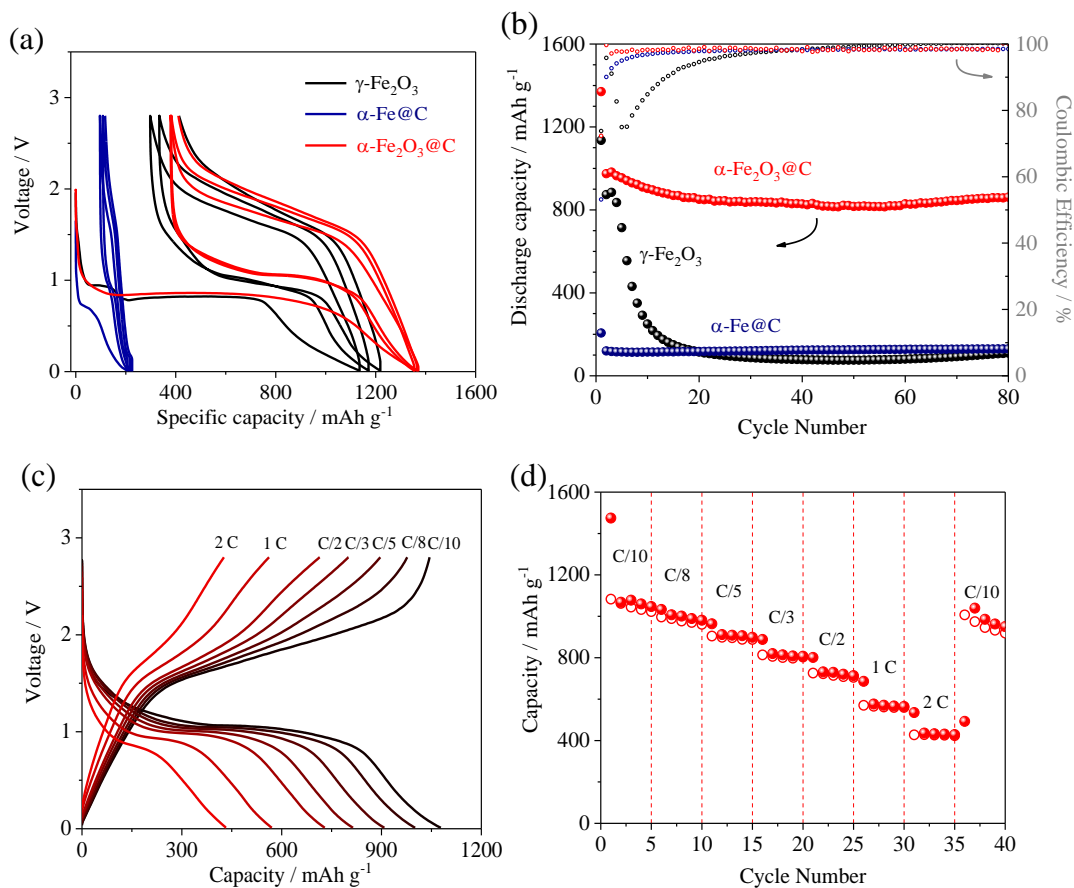 (a)
γ-Fe₂O₃
α-Fe@C
α-Fe₂O₃@C
Voltage / V
3
2
1
0
0 400 800 1200 1600
Specific capacity / mAh g⁻¹
(b)
Discharge capacity / mAh g⁻¹
1600
1200
800
400
0
α-Fe₂O₃@C
γ-Fe₂O₃
α-Fe@C
100
80
60
40
20
0
Coulombic Efficiency / %
0 20 40 60 80
Cycle Number
(c)
Voltage / V
3
2
1
0
2 C 1 C C/2 C/3 C/5 C/8 C/10
0 300 600 900 1200
Capacity / mAh g⁻¹
(d)
Capacity / mAh g⁻¹
1600
1200
800
400
0
C/10
C/8
C/5
C/3
C/2
1 C
2 C
C/10
0 5 10 15 20 25 30 35 40
Cycle Number